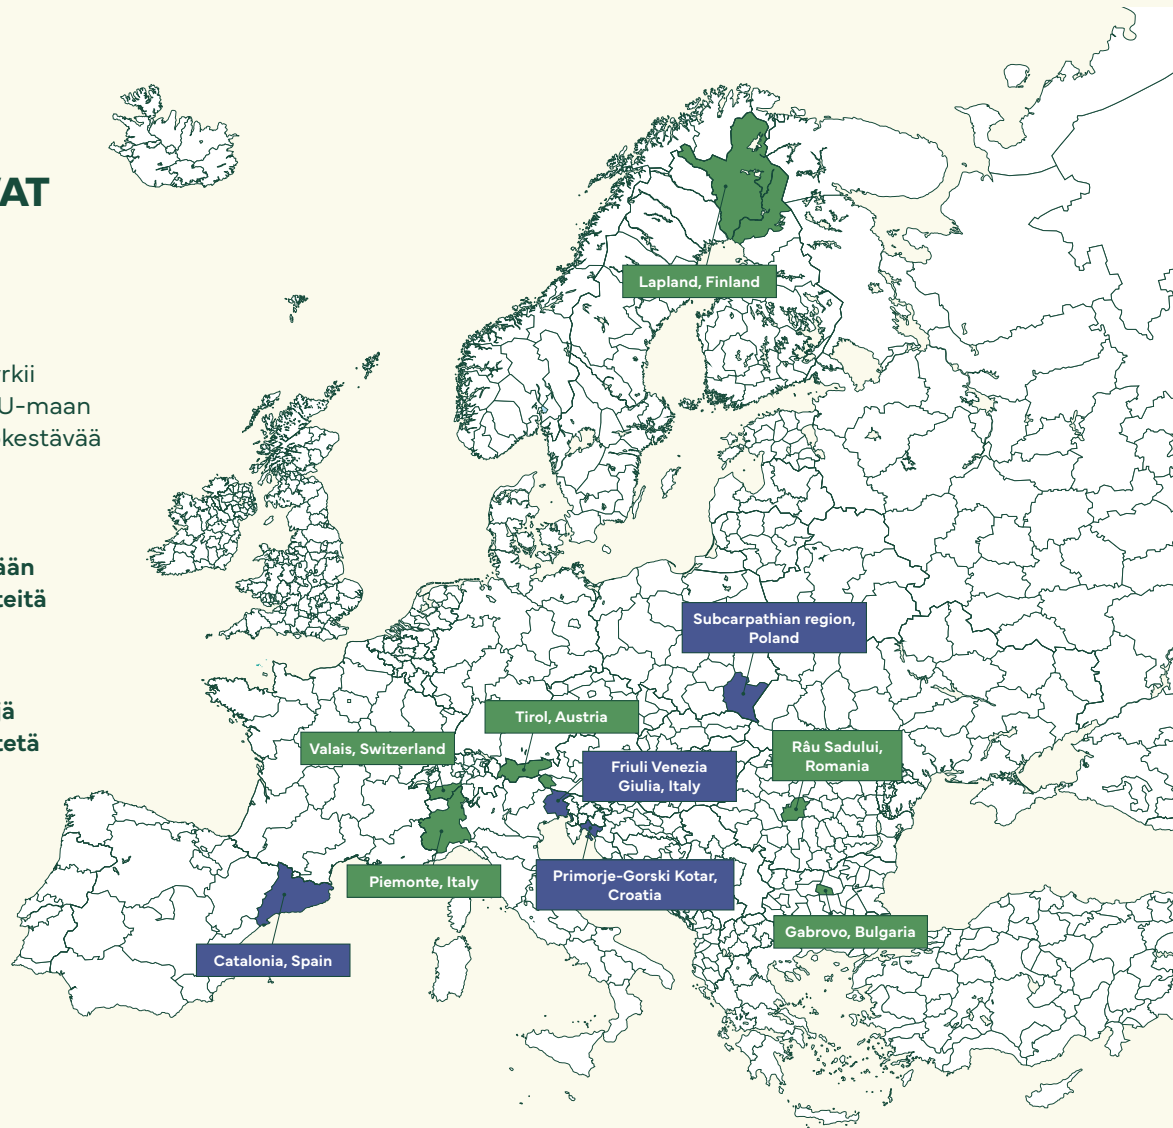 Lapland, Finland
rkii
U-maan
kestävää
ään
teitä
Subcarpathian region,
Poland
jä
tetä
Tirol, Austria
Valais, Switzerland
Râu Sadului,
Romania
Friuli Venezia
Giulia, Italy
Piemonte, Italy
Primorje-Gorski Kotar,
Croatia
Gabrovo, Bulgaria
Catalonia, Spain